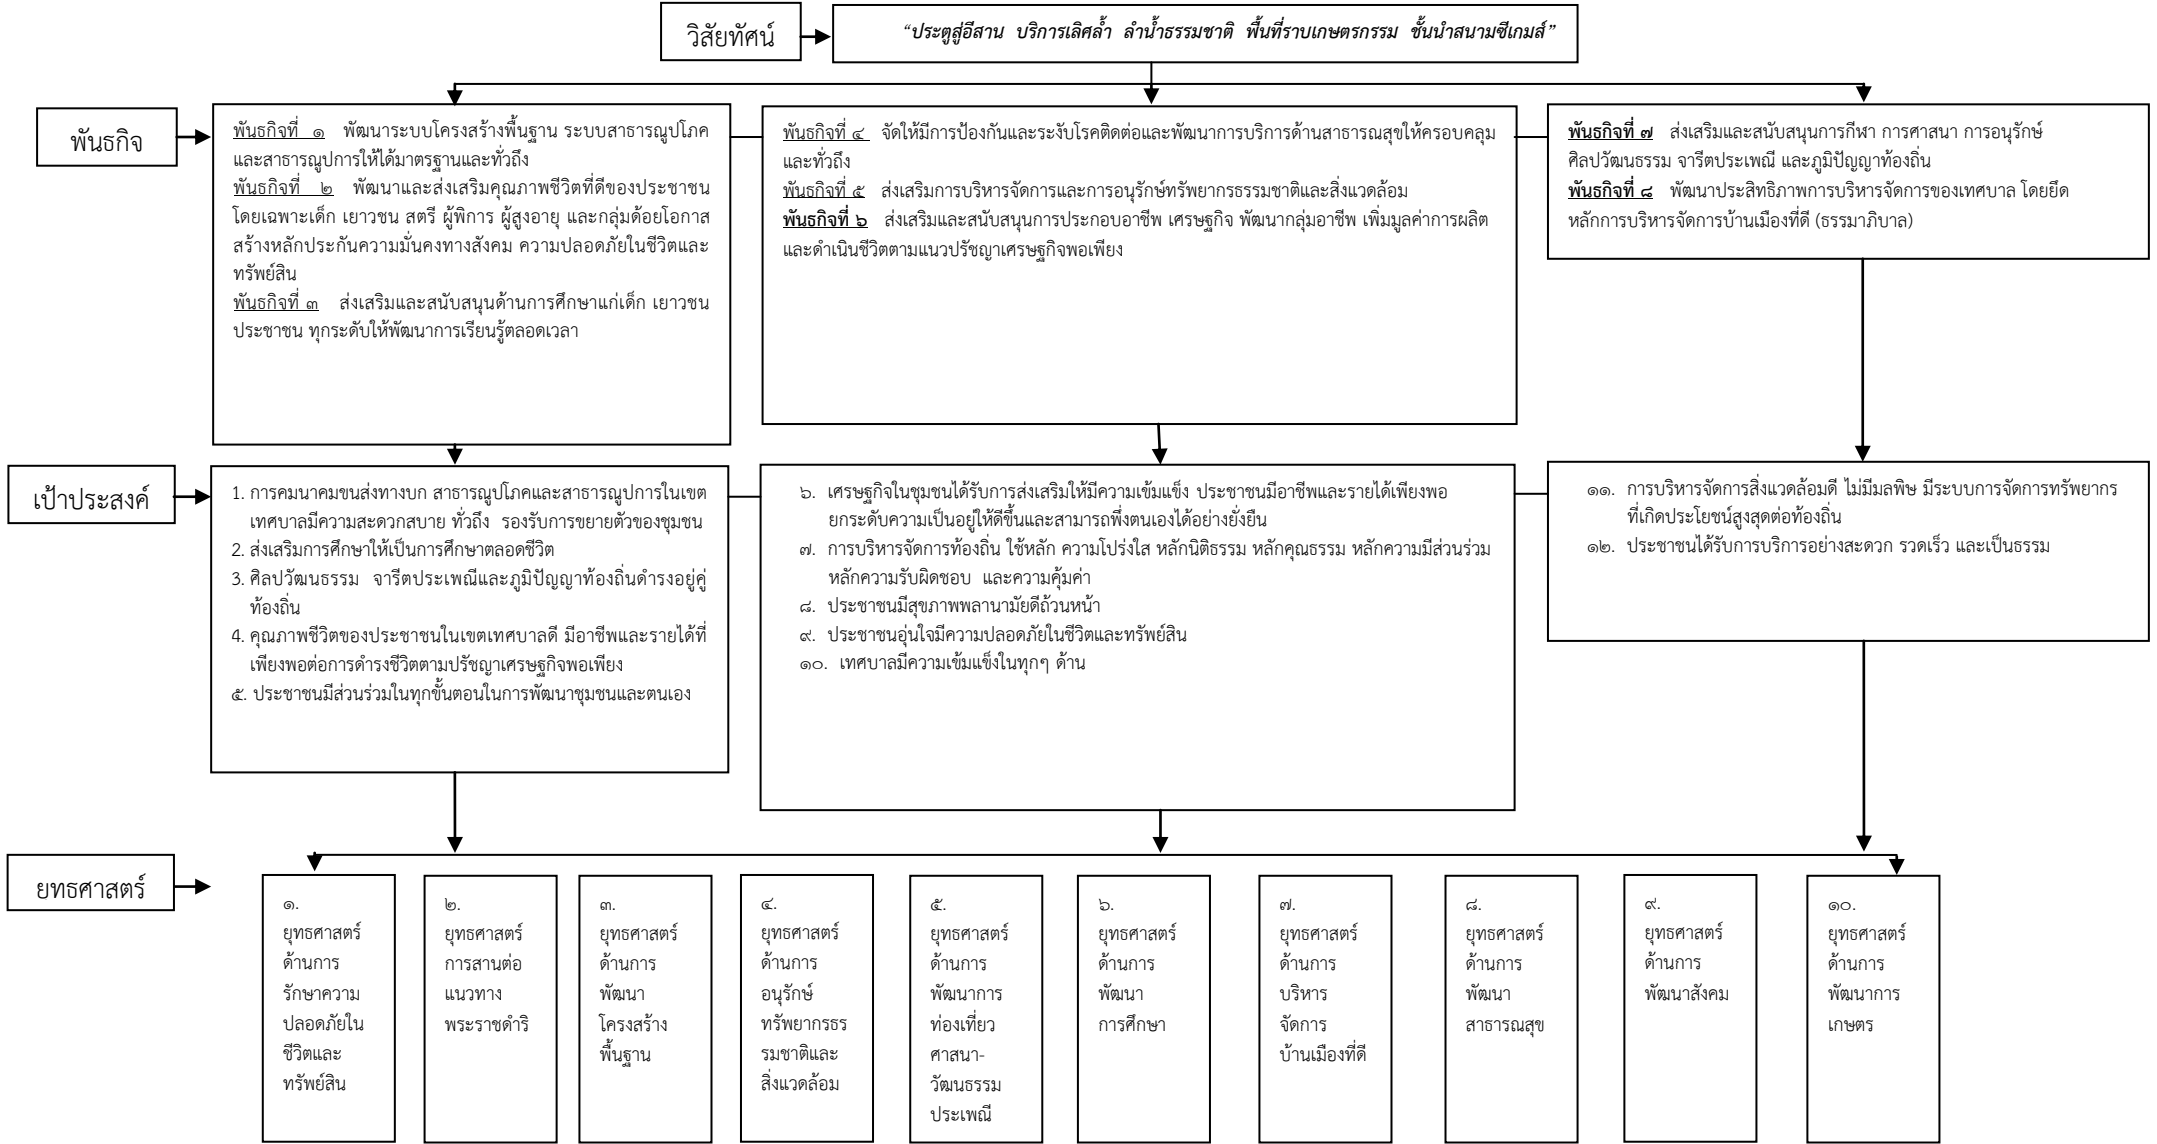 วิสัยทัศน์
“ประตูสู่อีสาน บริการเลิศล้ำ ลำน้ำธรรมชาติ พื้นที่ราบเกษตรกรรม ชั้นนำสนามซีเกมส์”
พันธกิจ
พันธกิจที่ ๑ พัฒนาระบบโครงสร้างพื้นฐาน ระบบสาธารณูปโภค
และสาธารณูปการให้ได้มาตรฐานและทั่วถึง
พันธกิจที่ ๒ พัฒนาและส่งเสริมคุณภาพชีวิตที่ดีของประชาชน
โดยเฉพาะเด็ก เยาวชน สตรี ผู้พิการ ผู้สูงอายุ และกลุ่มด้อยโอกาส
สร้างหลักประกันความมั่นคงทางสังคม ความปลอดภัยในชีวิตและ
ทรัพย์สิน
พันธกิจที่ ๓ ส่งเสริมและสนับสนุนด้านการศึกษาแก่เด็ก เยาวชน
ประชาชน ทุกระดับให้พัฒนาการเรียนรู้ตลอดเวลา
พันธกิจที่ ๔ จัดให้มีการป้องกันและระงับโรคติดต่อและพัฒนาการบริการด้านสาธารณสุขให้ครอบคลุม
และทั่วถึง
พันธกิจที่ ๕ ส่งเสริมการบริหารจัดการและการอนุรักษ์ทรัพยากรธรรมชาติและสิ่งแวดล้อม
พันธกิจที่ ๖ ส่งเสริมและสนับสนุนการประกอบอาชีพ เศรษฐกิจ พัฒนากลุ่มอาชีพ เพิ่มมูลค่าการผลิต
และดำเนินชีวิตตามแนวปรัชญาเศรษฐกิจพอเพียง
พันธกิจที่ ๗ ส่งเสริมและสนับสนุนการกีฬา การศาสนา การอนุรักษ์
ศิลปวัฒนธรรม จารีตประเพณี และภูมิปัญญาท้องถิ่น
พันธกิจที่ ๘ พัฒนาประสิทธิภาพการบริหารจัดการของเทศบาล โดยยึด
หลักการบริหารจัดการบ้านเมืองที่ดี (ธรรมาภิบาล)
เป้าประสงค์
1. การคมนาคมขนส่งทางบก สาธารณูปโภคและสาธารณูปการในเขต
เทศบาลมีความสะดวกสบาย ทั่วถึง รองรับการขยายตัวของชุมชน
2. ส่งเสริมการศึกษาให้เป็นการศึกษาตลอดชีวิต
3. ศิลปวัฒนธรรม จารีตประเพณีและภูมิปัญญาท้องถิ่นดำรงอยู่คู่
ท้องถิ่น
4. คุณภาพชีวิตของประชาชนในเขตเทศบาลดี มีอาชีพและรายได้ที่
เพียงพอต่อการดำรงชีวิตตามปรัชญาเศรษฐกิจพอเพียง
๕. ประชาชนมีส่วนร่วมในทุกขั้นตอนในการพัฒนาชุมชนและตนเอง
๖. เศรษฐกิจในชุมชนได้รับการส่งเสริมให้มีความเข้มแข็ง ประชาชนมีอาชีพและรายได้เพียงพอ
ยกระดับความเป็นอยู่ให้ดีขึ้นและสามารถพึ่งตนเองได้อย่างยั่งยืน
๗. การบริหารจัดการท้องถิ่น ใช้หลัก ความโปร่งใส หลักนิติธรรม หลักคุณธรรม หลักความมีส่วนร่วม
หลักความรับผิดชอบ และความคุ้มค่า
๘. ประชาชนมีสุขภาพพลานามัยดีถ้วนหน้า
๙. ประชาชนอุ่นใจมีความปลอดภัยในชีวิตและทรัพย์สิน
๑๐. เทศบาลมีความเข้มแข็งในทุกๆ ด้าน
๑๑. การบริหารจัดการสิ่งแวดล้อมดี ไม่มีมลพิษ มีระบบการจัดการทรัพยากร
ที่เกิดประโยชน์สูงสุดต่อท้องถิ่น
๑๒. ประชาชนได้รับการบริการอย่างสะดวก รวดเร็ว และเป็นธรรม
ยทธศาสตร์
๑.
ยุทธศาสตร์
ด้านการ
รักษาความ
ปลอดภัยใน
ชีวิตและ
ทรัพย์สิน
๒.
ยุทธศาสตร์
การสานต่อ
แนวทาง
พระราชดำริ
๓.
ยุทธศาสตร์
ด้านการ
พัฒนา
โครงสร้าง
พื้นฐาน
๔.
ยุทธศาสตร์
ด้านการ
อนุรักษ์
ทรัพยากรธร
รมชาติและ
สิ่งแวดล้อม
๕.
ยุทธศาสตร์
ด้านการ
พัฒนาการ
ท่องเที่ยว
ศาสนา-
วัฒนธรรม
ประเพณี
๖.
ยุทธศาสตร์
ด้านการ
พัฒนา
การศึกษา
๗.
ยุทธศาสตร์
ด้านการ
บริหาร
จัดการ
บ้านเมืองที่ดี
๘.
ยุทธศาสตร์
ด้านการ
พัฒนา
สาธารณสุข
๙.
ยุทธศาสตร์
ด้านการ
พัฒนาสังคม
๑๐.
ยุทธศาสตร์
ด้านการ
พัฒนาการ
เกษตร